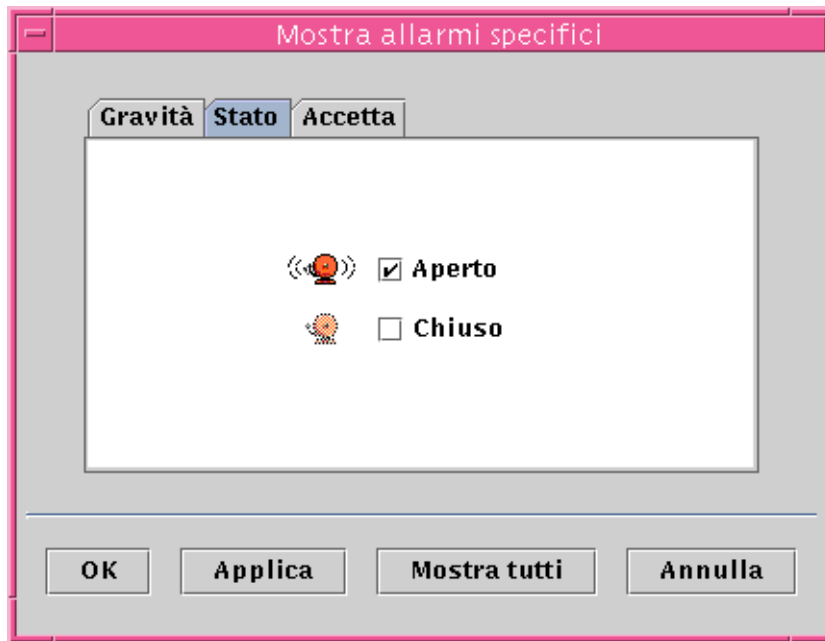 Mostra allarmi specifici
Gravità Stato Accetta
Aperto
Chiuso
OK Applica Mostra tutti Annulla